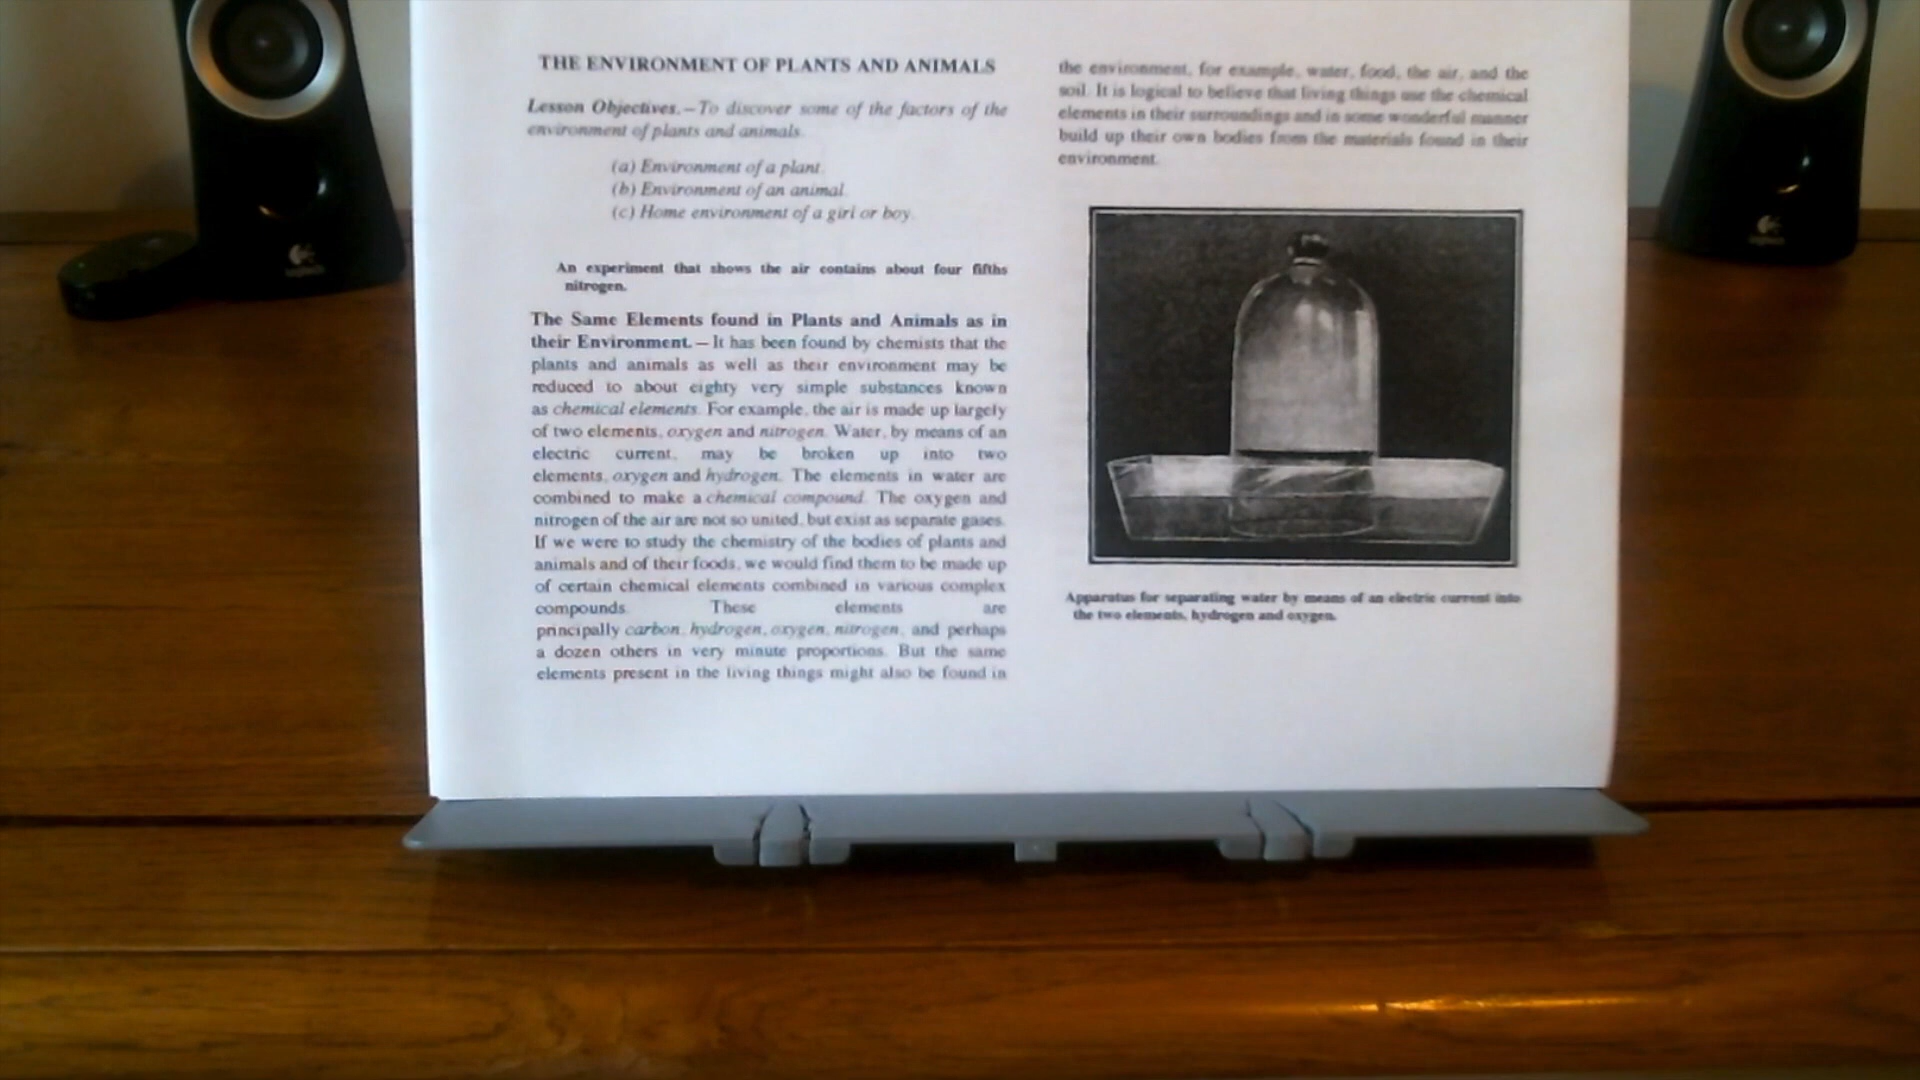 THE ENVIRONMENT OF PLANTS AND ANIMALS
Lesson Objectives.—To discover some of the factors of the
environment of plants and animals.
(a) Environment of a plant.
(b) Environment of an animal.
(c) Home environment of a girl or boy.
An experiment that shows the air contains about four fifths
nitrogen.
The Same Elements found in Plants and Animals as in
their Environment.—It has been found by chemists that the
plants and animals as well as their environment may be
reduced to about eighty very simple substances known
as chemical elements. For example, the air is made up largely
of two elements, oxygen and nitrogen. Water, by means of an
electric current, may be broken up into two
elements, oxygen and hydrogen. The elements in water are
combined to make a chemical compound. The oxygen and
nitrogen of the air are not so united, but exist as separate gases.
If we were to study the chemistry of the bodies of plants and
animals and of their foods, we would find them to be made up
of certain chemical elements combined in various complex
compounds. These elements are
principally carbon, hydrogen, oxygen, nitrogen, and perhaps
a dozen others in very minute proportions. But the same
elements present in the living things might also be found in
the environment, for example, water, food, the air, and the
soil. It is logical to believe that living things use the chemical
elements in their surroundings and in some wonderful manner
build up their own bodies from the materials found in their
environment.
Apparatus for separating water by means of an electric current into
the two elements, hydrogen and oxygen.